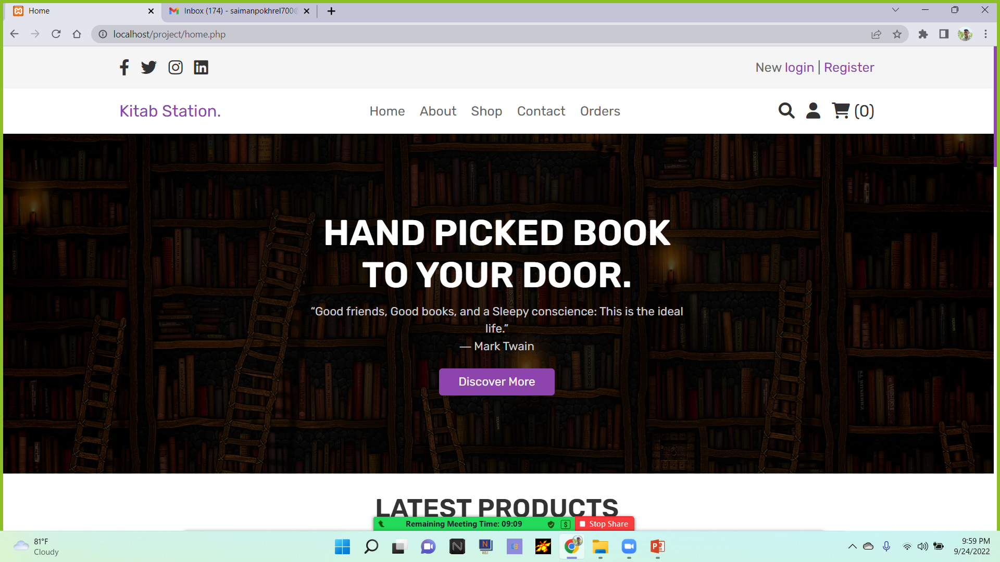 Home
Inbox (174) - saimanpokhrel700@
localhost/project/home.php
New login | Register
Kitab Station.
Home About Shop Contact Orders
(0)
HAND PICKED BOOK
TO YOUR DOOR.
“Good friends, Good books, and a Sleepy conscience: This is the ideal
life.”
― Mark Twain
Discover More
LATEST PRODUCTS
Remaining Meeting Time: 09:09
Stop Share
81°F
Cloudy
9:59 PM
9/24/2022